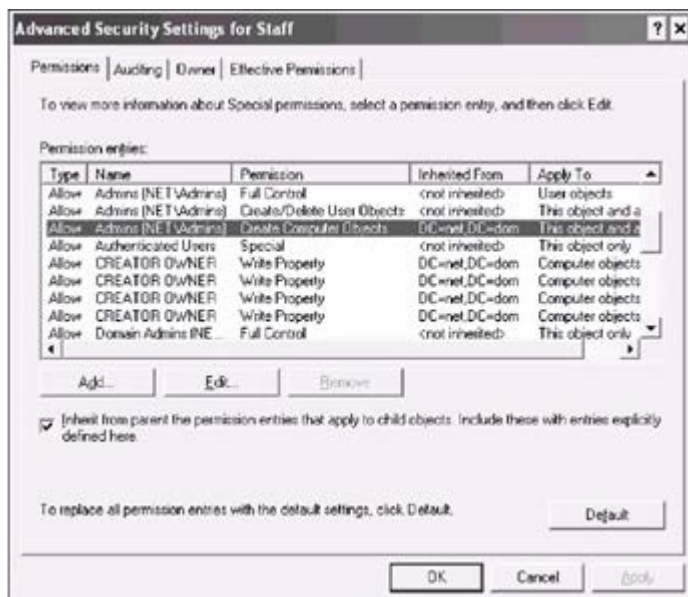 Advanced Security Settings for Staff
Permissions Auditing Owner Effective Permissions
To view more information about Special permissions, select a permission entry, and then click Edit.
Permission entries:
Type Name Permission Inherited From Apply To
Allow Admins (NET\Admins) Full Control <not inherited> User objects
Allow Admins (NET\Admins) Create/Delete User Objects <not inherited> This object and a
Allow Admins (NET\Admins) Create Computer Objects DC=net,DC=dom This object and a
Allow Authenticated Users Special <not inherited> This object only
Allow CREATOR OWNER Write Property DC=net,DC=dom Computer objects
Allow CREATOR OWNER Write Property DC=net,DC=dom Computer objects
Allow CREATOR OWNER Write Property DC=net,DC=dom Computer objects
Allow CREATOR OWNER Write Property DC=net,DC=dom Computer objects
Allow Domain Admins (NE... Full Control <not inherited> This object only
Add... Edit... Remove
Inherit from parent the permission entries that apply to child objects. Include these with entries explicitly
defined here.
To replace all permission entries with the default settings, click Default.
Default
OK Cancel Apply